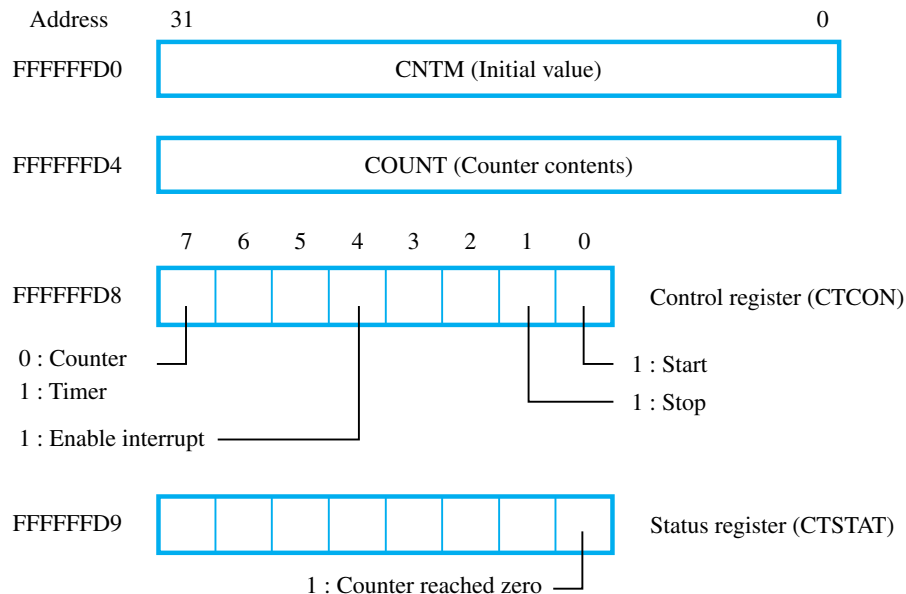 Address 31 0
FFFFFFD0 CNTM (Initial value)
FFFFFFD4 COUNT (Counter contents)
7 6 5 4 3 2 1 0
FFFFFFD8 Control register (CTCON)
0 : Counter
1 : Timer
1 : Start
1 : Stop
1 : Enable interrupt
FFFFFFD9 Status register (CTSTAT)
1 : Counter reached zero